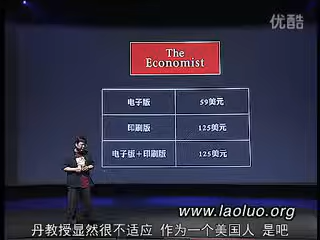 优酷
The
Economist
电子版 59美元
印刷版 125美元
电子版+印刷版 125美元
www.laoluo.org
丹教授显然很不适应 作为一个美国人 是吧